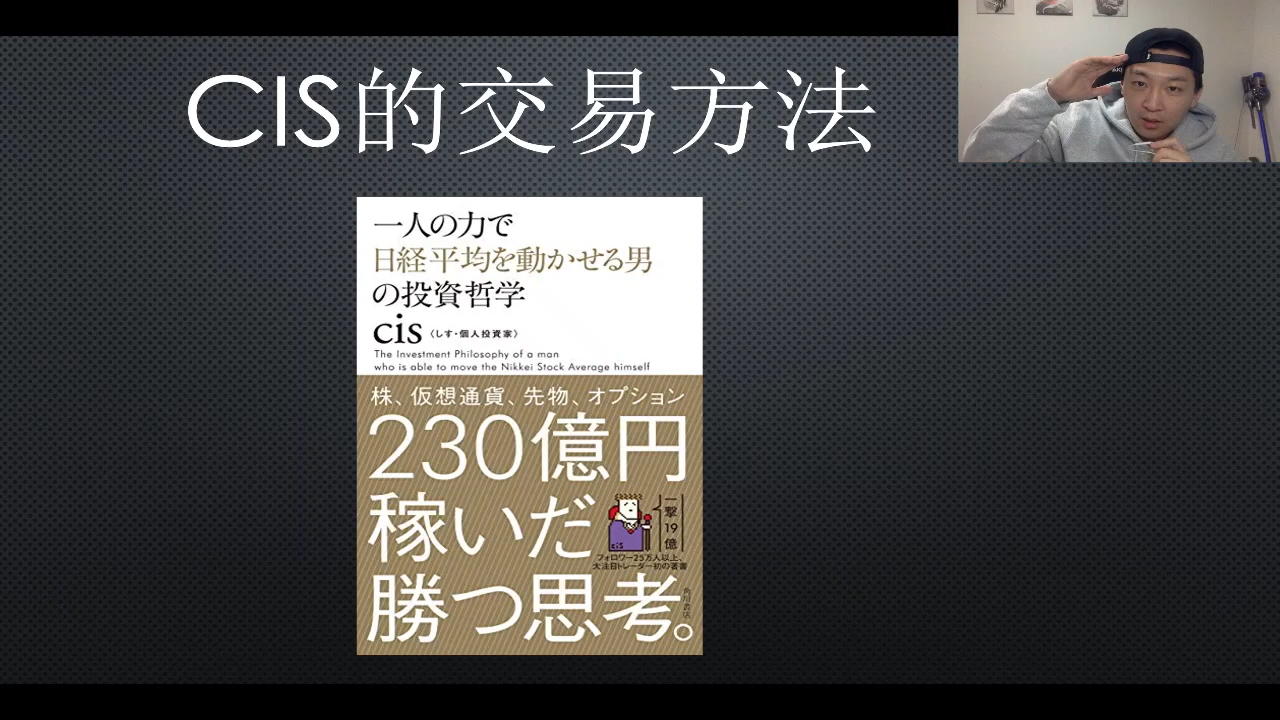 CIS的交易方法
一人の力で
日経平均を動かせる男
の投資哲学
cis〈しす・個人投資家〉
The Investment Philosophy of a man
who is able to move the Nikkei Stock Average himself
株、仮想通貨、先物、オプション
230億円
稼いだ
一撃19億
cis
フォロワー25万人以上、
大注目トレーダー初の著書
勝つ思考。
角川書店